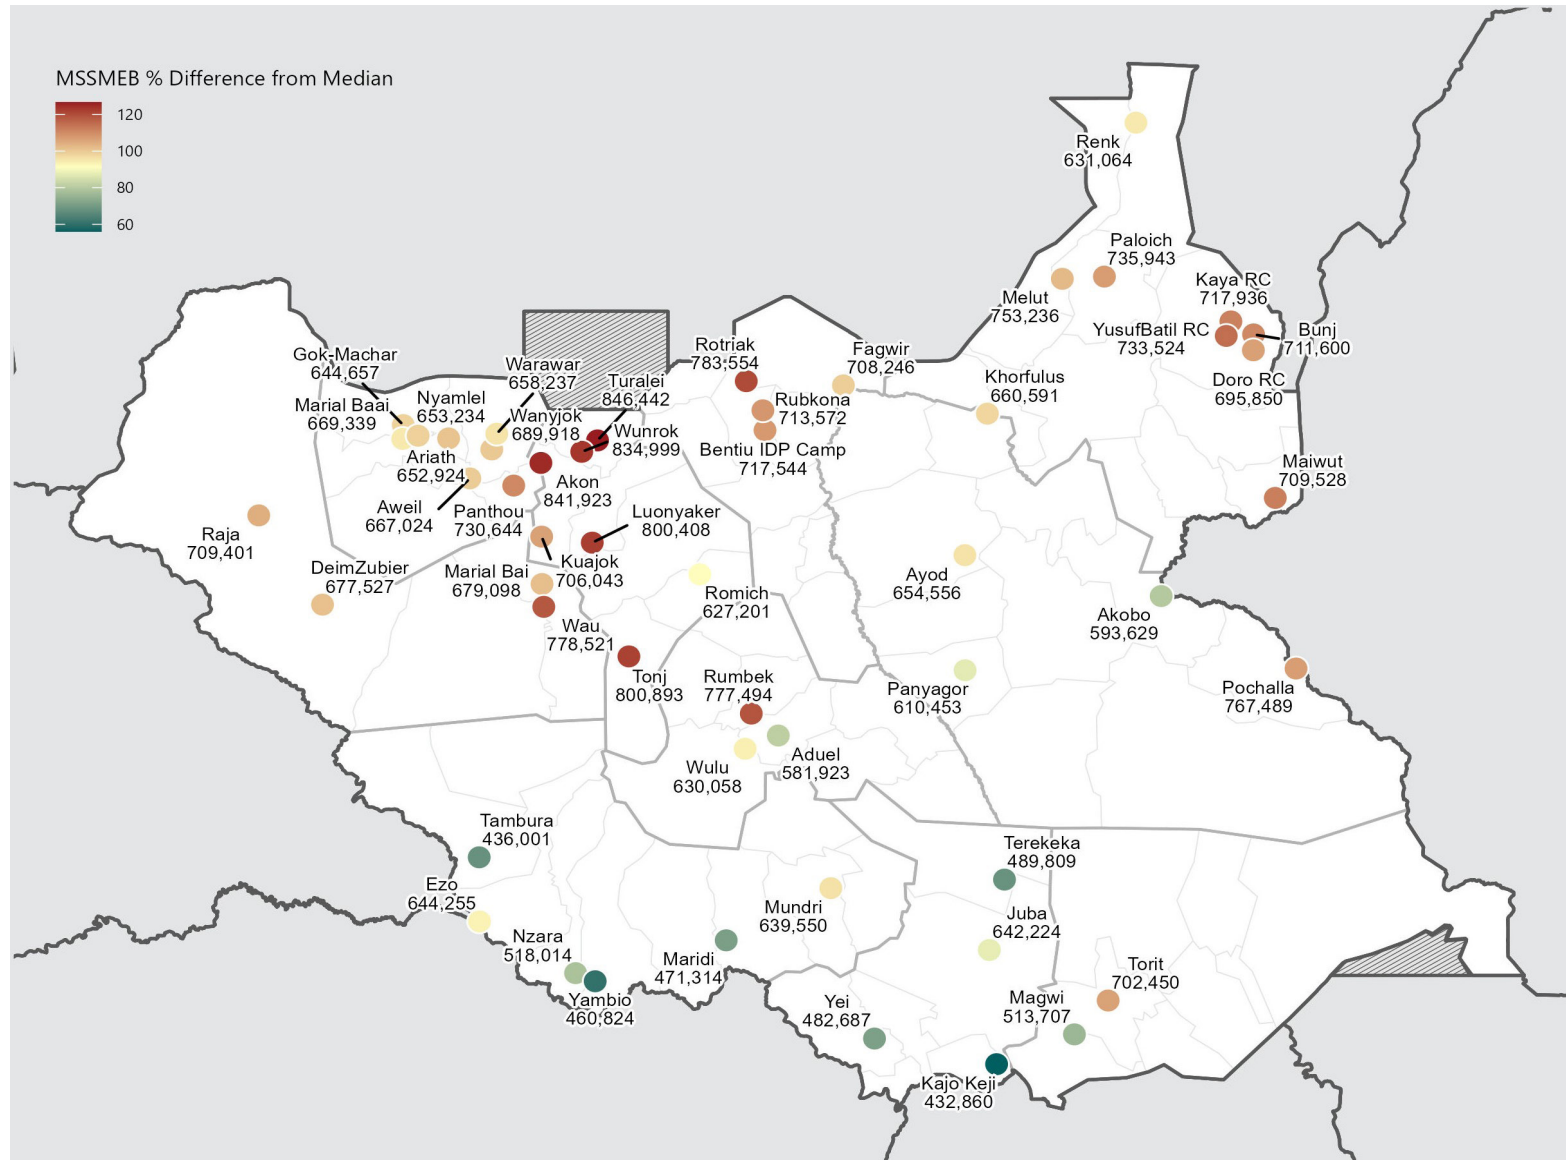 MSSMEB % Difference from Median
120
100
80
60
Renk
631,064
Paloich
735,943
Melut
753,236
Kaya RC
717,936
YusufBatil RC
733,524
Bunj
711,600
Doro RC
695,850
Gok-Machar
644,657
Warawar
658,237
Turalei
846,442
Rotriak
783,554
Fagwir
708,246
Khorfulus
660,591
Marial Baai
669,339
Nyamlel
653,234
Wanyjok
689,918
Wunrok
834,999
Rubkona
713,572
Bentiu IDP Camp
717,544
Ariath
652,924
Akon
841,923
Maiwut
709,528
Aweil
667,024
Panthou
730,644
Luonyaker
800,408
Raja
709,401
DeimZubier
677,527
Marial Bai
679,098
Kuajok
706,043
Romich
627,201
Ayod
654,556
Akobo
593,629
Wau
778,521
Tonj
800,893
Rumbek
777,494
Panyagor
610,453
Pochalla
767,489
Wulu
630,058
Aduel
581,923
Tambura
436,001
Terekeka
489,809
Ezo
644,255
Mundri
639,550
Juba
642,224
Nzara
518,014
Maridi
471,314
Torit
702,450
Yambio
460,824
Yei
482,687
Magwi
513,707
Kajo Keji
432,860